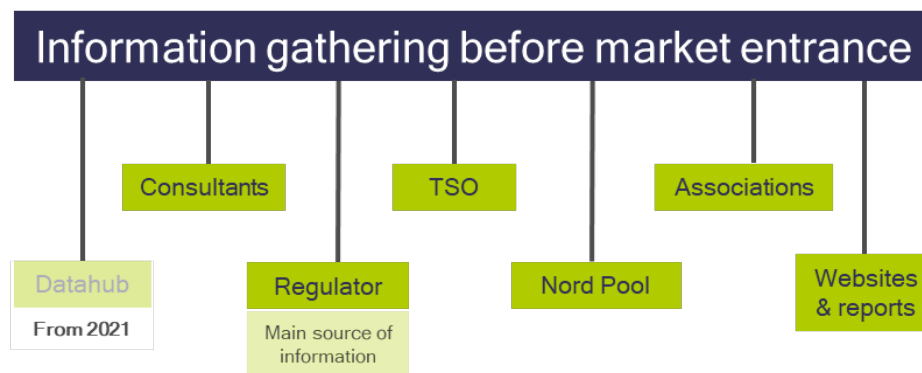 Information gathering before market entrance
Consultants
TSO
Associations
Datahub
From 2021
Regulator
Main source of
information
Nord Pool
Websites
& reports